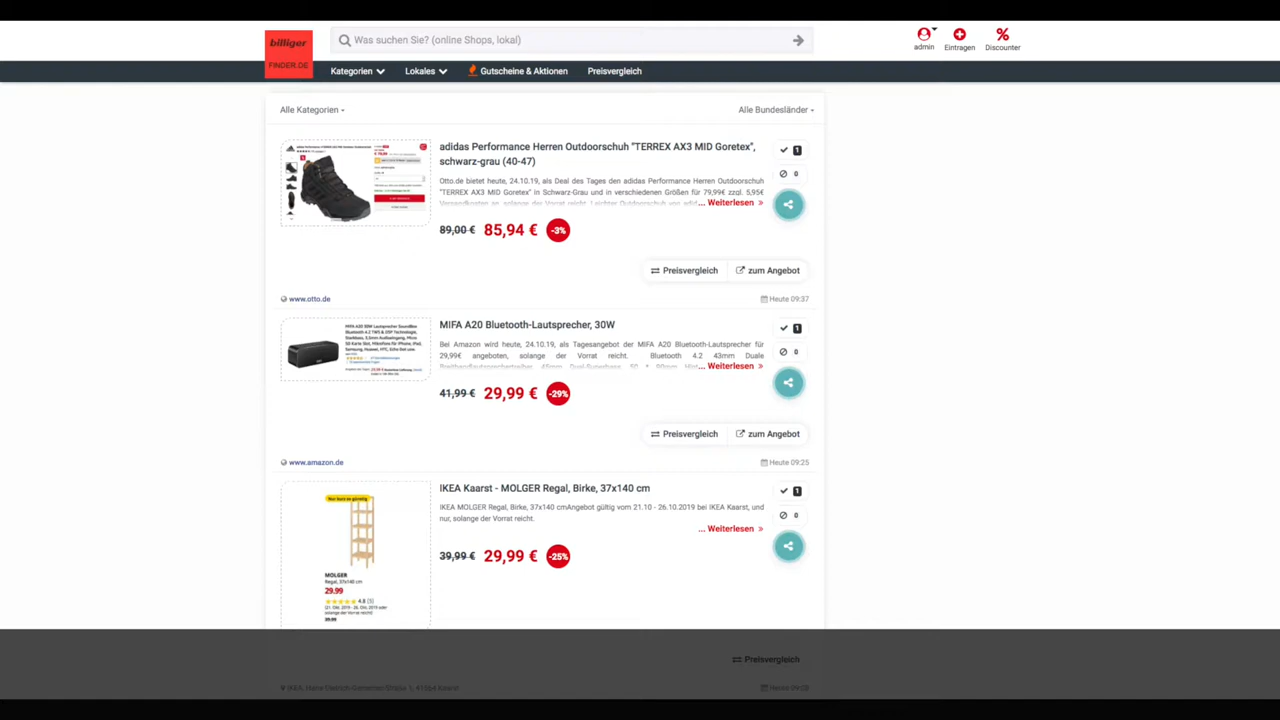 billiger
FINDER.DE
Was suchen Sie? (online Shops, lokal)
admin
Eintragen
Discounter
Kategorien
Lokales
Gutscheine & Aktionen
Preisvergleich
Alle Kategorien
Alle Bundesländer
adidas Performance Herren Outdoorschuh "TERREX AX3 MID Goretex",
schwarz-grau (40-47)
1
Otto.de bietet heute, 24.10.19, als Deal des Tages den adidas Performance Herren Outdoorschuh
"TERREX AX3 MID Goretex" in Schwarz-Grau und in verschiedenen Größen für 79,99€ zzgl. 5,95€
0
... Weiterlesen »
89,00 € 85,94 € -3%
Preisvergleich
zum Angebot
www.otto.de
Heute 09:37
MIFA A20 Bluetooth-Lautsprecher, 30W
1
Bei Amazon wird heute, 24.10.19, als Tagesangebot der MIFA A20 Bluetooth-Lautsprecher für
29,99€ angeboten, solange der Vorrat reicht. Bluetooth 4.2 43mm Duale
0
... Weiterlesen »
41,99 € 29,99 € -29%
Preisvergleich
zum Angebot
www.amazon.de
Heute 09:25
IKEA Kaarst - MOLGER Regal, Birke, 37x140 cm
1
IKEA MOLGER Regal, Birke, 37x140 cmAngebot gültig vom 21.10 - 26.10.2019 bei IKEA Kaarst, und
nur, solange der Vorrat reicht.
0
... Weiterlesen »
39,99 € 29,99 € -25%
MOLGER
Regal, 37x140 cm
29.99
4.8 (5)
39.99
Preisvergleich